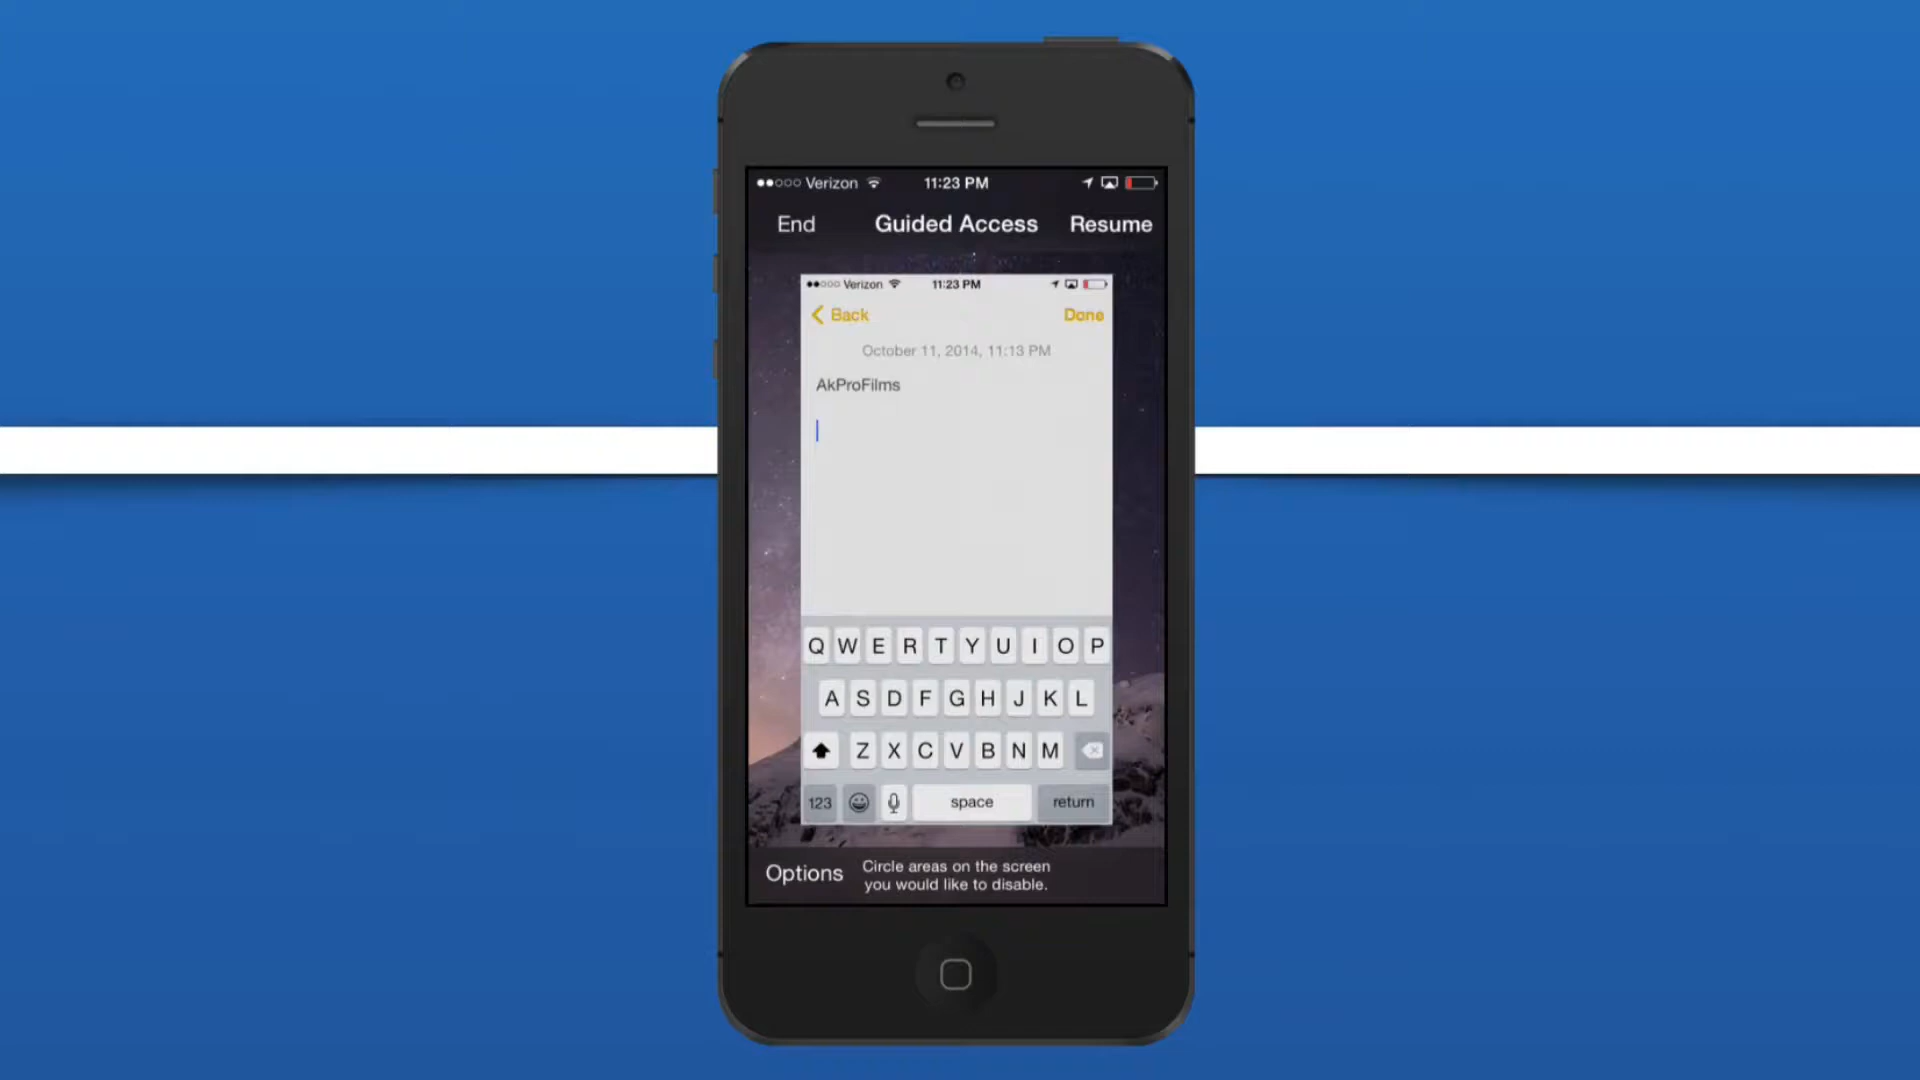 Verizon 11:23 PM
End Guided Access Resume
Verizon 11:23 PM
Back Done
October 11, 2014, 11:13 PM
AkProFilms
Q W E R T Y U I O P
A S D F G H J K L
Z X C V B N M
123 space return
Options
Circle areas on the screen
you would like to disable.